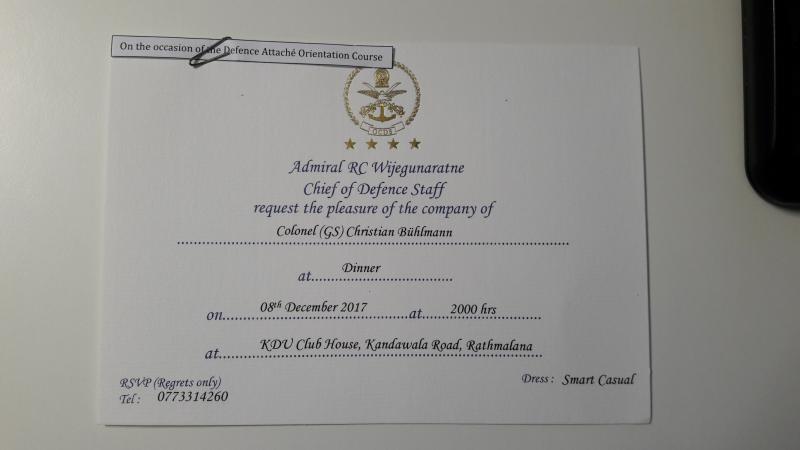 On the occasion of the Defence Attaché Orientation Course
OCDS
Admiral RC Wijegunaratne
Chief of Defence Staff
request the pleasure of the company of
Colonel (GS) Christian Bühlmann
at Dinner
on 08th December 2017 at 2000 hrs
at KDU Club House, Kandawala Road, Rathmalana
RSVP (Regrets only)
Tel : 0773314260
Dress : Smart Casual